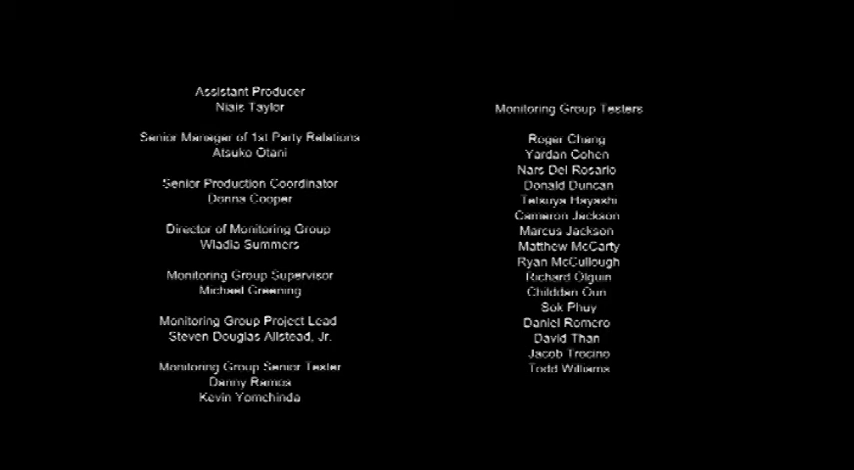 Assistant Producer
Niais Taylor
Senior Manager of 1st Party Relations
Atsuko Otani
Senior Production Coordinator
Donna Cooper
Director of Monitoring Group
Wladia Summers
Monitoring Group Supervisor
Michael Greening
Monitoring Group Project Lead
Steven Douglas Allstead, Jr.
Monitoring Group Senior Tester
Danny Ramos
Kevin Yomchinda
Monitoring Group Testers
Roger Chang
Yardan Cohen
Nars Del Rosario
Donald Duncan
Tetsuya Hayashi
Cameron Jackson
Marcus Jackson
Matthew McCarty
Ryan McCullough
Richard Olguin
Childdan Oun
Sok Phuy
Daniel Romero
David Than
Jacob Trocino
Todd Williams